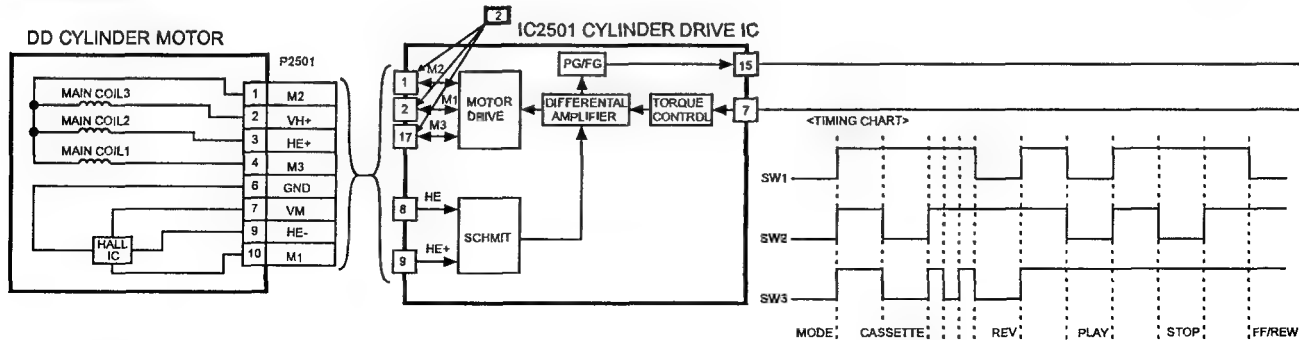 2
DD CYLINDER MOTOR
IC2501 CYLINDER DRIVE IC
P2501
MAIN COIL3
MAIN COIL2
MAIN COIL1
HALL IC
1 M2
2 VH+
3 HE+
4 M3
6 GND
7 VM
9 HE-
10 M1
1 M2
2 M1
17 M3
8 HE
9 HE+
MOTOR DRIVE
SCHMIT
PG/FG
DIFFERENTAL AMPLIFIER
TORQUE CONTROL
15
7
<TIMING CHART>
SW1
SW2
SW3
MODE CASSETTE REV PLAY STOP FF/REW